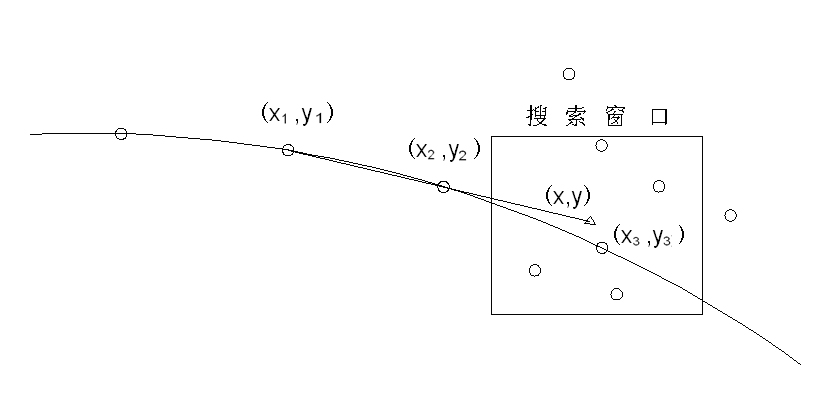 (x₁,y₁)
搜索窗口
(x₂,y₂)
(x,y)
(x₃,y₃)